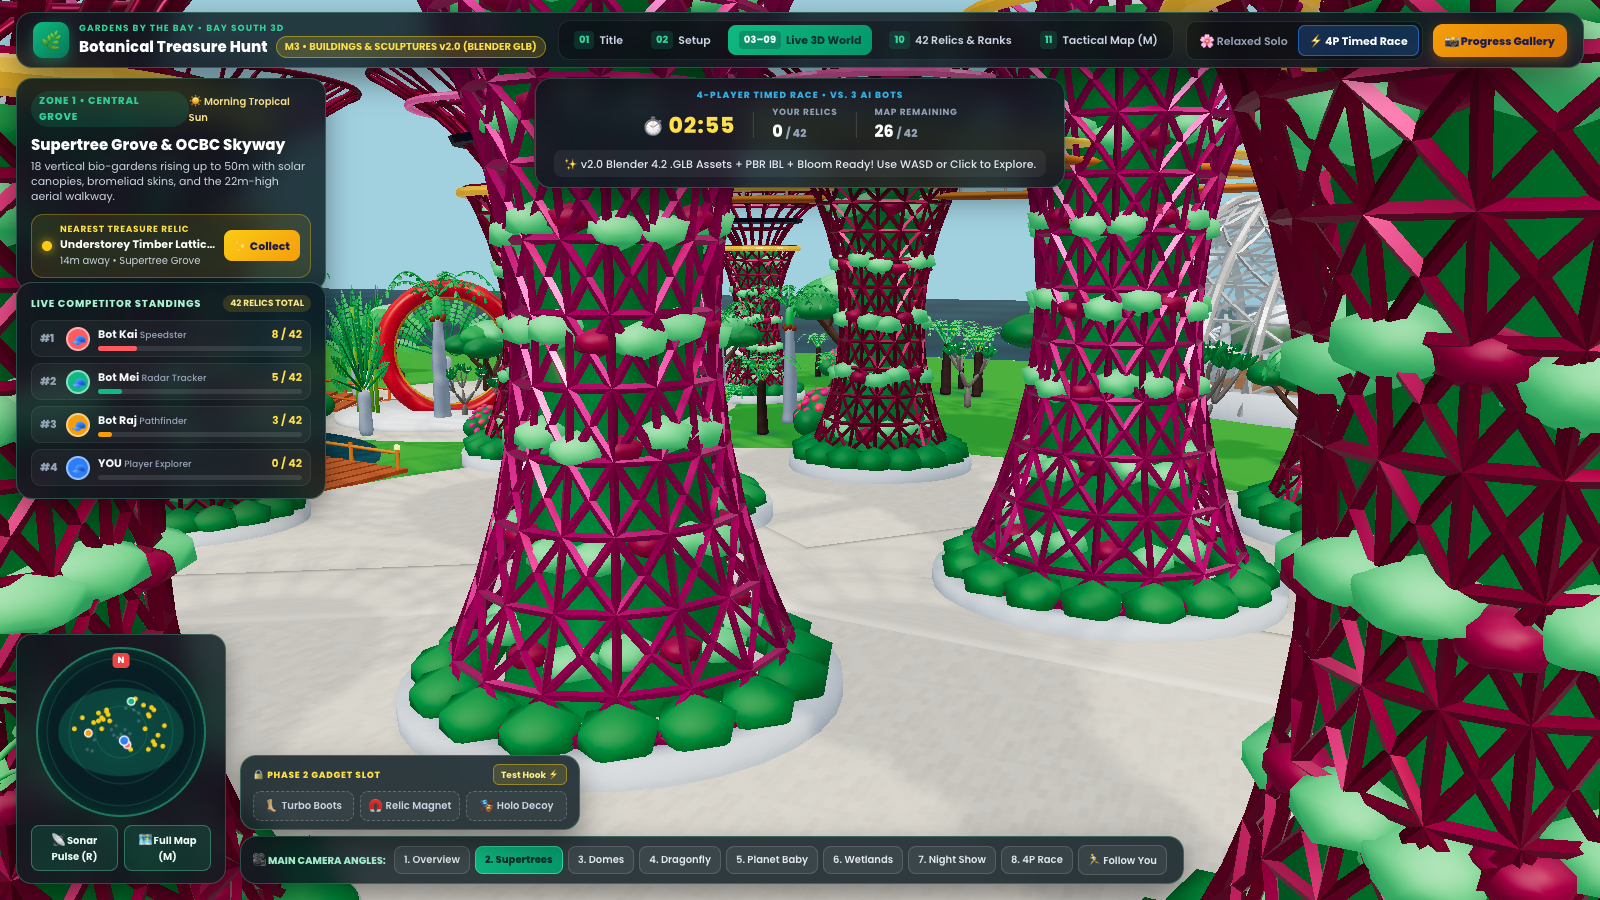 GARDENS BY THE BAY • BAY SOUTH 3D
Botanical Treasure Hunt
M3 • BUILDINGS & SCULPTURES v2.0 (BLENDER GLB)
01 Title
02 Setup
03–09 Live 3D World
10 42 Relics & Ranks
11 Tactical Map (M)
🌸 Relaxed Solo
⚡ 4P Timed Race
📸 Progress Gallery
ZONE 1 • CENTRAL
GROVE
☀️ Morning Tropical
Sun
Supertree Grove & OCBC Skyway
18 vertical bio-gardens rising up to 50m with solar
canopies, bromeliad skins, and the 22m-high
aerial walkway.
NEAREST TREASURE RELIC
Understorey Timber Lattic...
14m away • Supertree Grove
✨ Collect
4-PLAYER TIMED RACE • VS. 3 AI BOTS
⏱️ 02:55
YOUR RELICS
0 / 42
MAP REMAINING
26 / 42
✨ v2.0 Blender 4.2 .GLB Assets + PBR IBL + Bloom Ready! Use WASD or Click to Explore.
LIVE COMPETITOR STANDINGS
42 RELICS TOTAL
#1 Bot Kai Speedster 8 / 42
#2 Bot Mei Radar Tracker 5 / 42
#3 Bot Raj Pathfinder 3 / 42
#4 YOU Player Explorer 0 / 42
N
📡 Sonar
Pulse (R)
🗺️ Full Map
(M)
🔒 PHASE 2 GADGET SLOT
Test Hook ⚡
👢 Turbo Boots
🧲 Relic Magnet
🎭 Holo Decoy
🎥 MAIN CAMERA ANGLES:
1. Overview
2. Supertrees
3. Domes
4. Dragonfly
5. Planet Baby
6. Wetlands
7. Night Show
8. 4P Race
🏃 Follow You